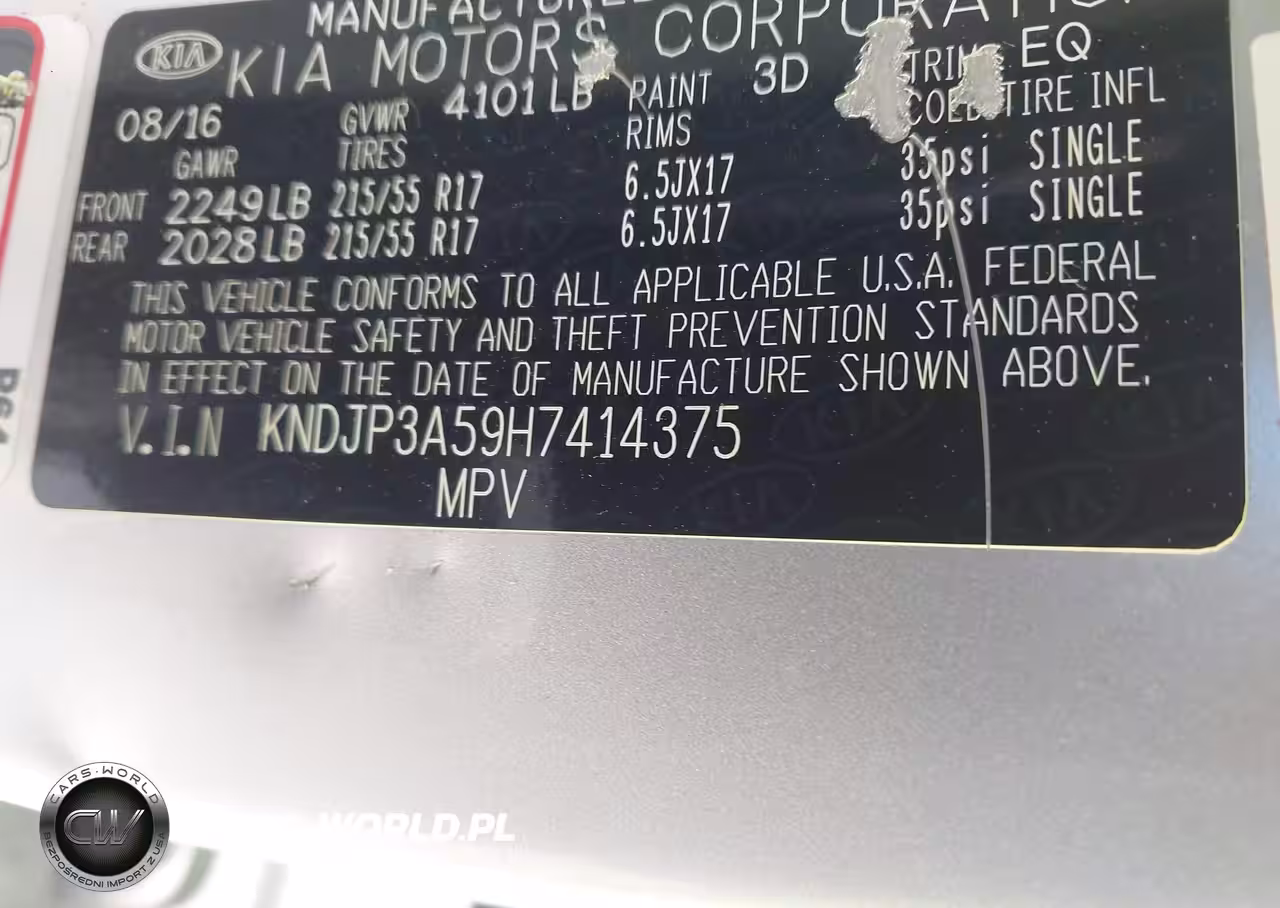 MANUFACTURED
KIA KIA MOTORS CORPORATION
08/16 GVWR 4101LB PAINT 3D TRIM EQ
GAWR TIRES RIMS COLD TIRE INFL
FRONT 2249LB 215/55 R17 6.5JX17 35psi SINGLE
REAR 2028LB 215/55 R17 6.5JX17 35psi SINGLE
THIS VEHICLE CONFORMS TO ALL APPLICABLE U.S.A. FEDERAL
MOTOR VEHICLE SAFETY AND THEFT PREVENTION STANDARDS
IN EFFECT ON THE DATE OF MANUFACTURE SHOWN ABOVE.
V.I.N KNDJP3A59H7414375
MPV
CARS-WORLD
CW
BEZPOŚREDNI IMPORT Z USA
WORLD.PL